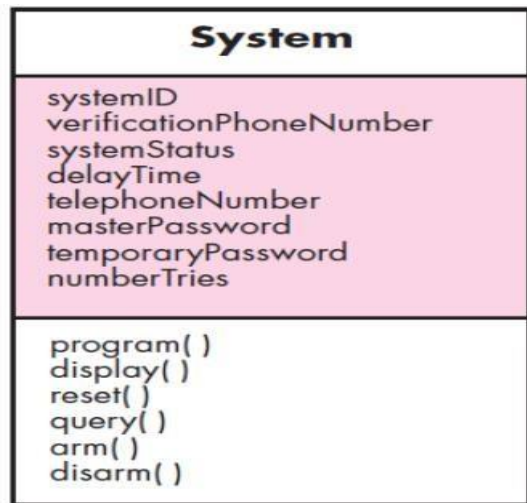 System
systemID
verificationPhoneNumber
systemStatus
delayTime
telephoneNumber
masterPassword
temporaryPassword
numberTries
program( )
display( )
reset( )
query( )
arm( )
disarm( )